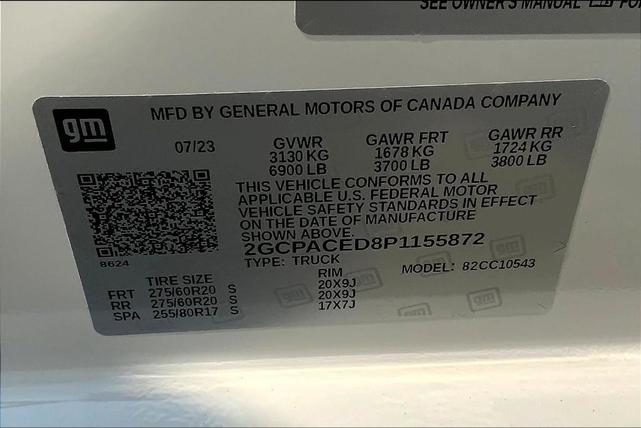 SEE OWNER'S MANUAL
gm
MFD BY GENERAL MOTORS OF CANADA COMPANY
07/23 GVWR GAWR FRT GAWR RR
3130 KG 1678 KG 1724 KG
6900 LB 3700 LB 3800 LB
THIS VEHICLE CONFORMS TO ALL
APPLICABLE U.S. FEDERAL MOTOR
VEHICLE SAFETY STANDARDS IN EFFECT
ON THE DATE OF MANUFACTURE
SHOWN ABOVE.
2GCPACED8P1155872
8624
TYPE: TRUCK MODEL: 82CC10543
TIRE SIZE RIM
FRT 275/60R20 S 20X9J
RR 275/60R20 S 20X9J
SPA 255/80R17 S 17X7J